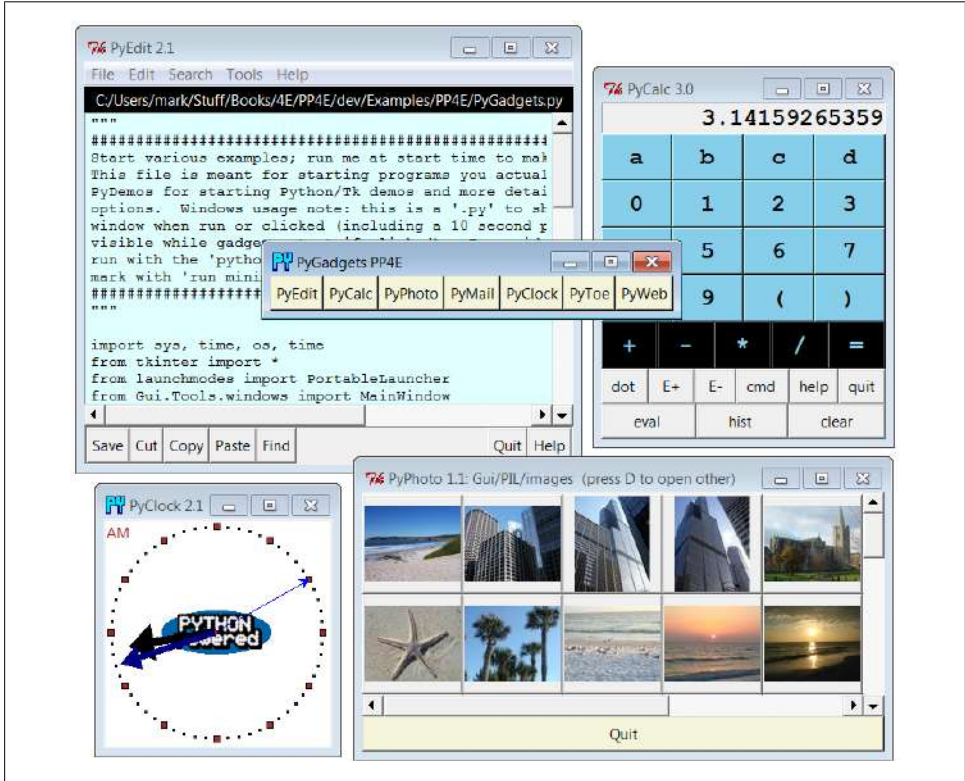 PyEdit 2.1
File Edit Search Tools Help
C:/Users/mark/Stuff/Books/4E/PP4E/dev/Examples/PP4E/PyGadgets.py
"""
##################################################
Start various examples; run me at start time to mak
This file is meant for starting programs you actual
PyDemos for starting Python/Tk demos and more detai
options. Windows usage note: this is a '.py' to sh
window when run or clicked (including a 10 second p
visible while gadge
run with the 'pytho
mark with 'run mini
###################
"""
import sys, time, os, time
from tkinter import *
from launchmodes import PortableLauncher
from Gui.Tools.windows import MainWindow
Save Cut Copy Paste Find Quit Help
PyGadgets PP4E
PyEdit PyCalc PyPhoto PyMail PyClock PyToe PyWeb
PyCalc 3.0
3.14159265359
a b c d
0 1 2 3
5 6 7
9 ( )
+ - * / =
dot E+ E- cmd help quit
eval hist clear
PyClock 2.1
AM
PYTHON
Powered
PyPhoto 1.1: Gui/PIL/images (press D to open other)
Quit